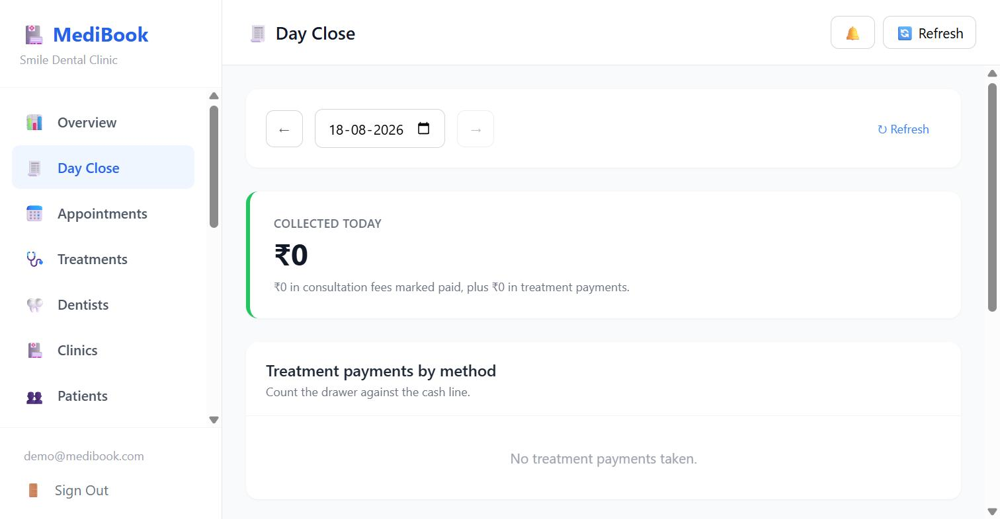 MediBook
Smile Dental Clinic
Overview
Day Close
Appointments
Treatments
Dentists
Clinics
Patients
demo@medibook.com
Sign Out
Day Close
Refresh
← 18-08-2026 →
↻ Refresh
COLLECTED TODAY
₹0
₹0 in consultation fees marked paid, plus ₹0 in treatment payments.
Treatment payments by method
Count the drawer against the cash line.
No treatment payments taken.